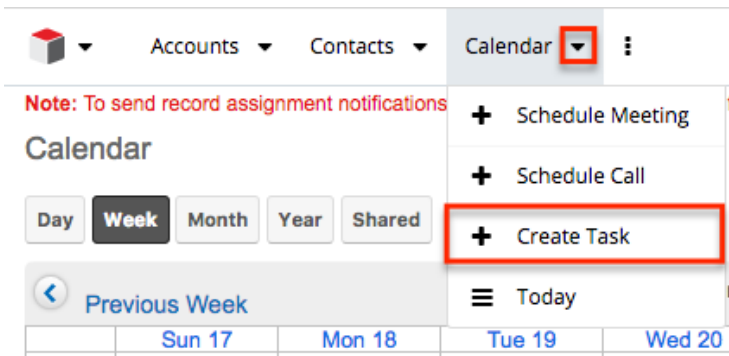 Accounts Contacts Calendar
Note: To send record assignment notifications
Schedule Meeting
Calendar
Schedule Call
Day Week Month Year Shared
Create Task
Today
Previous Week
Sun 17 Mon 18 Tue 19 Wed 20